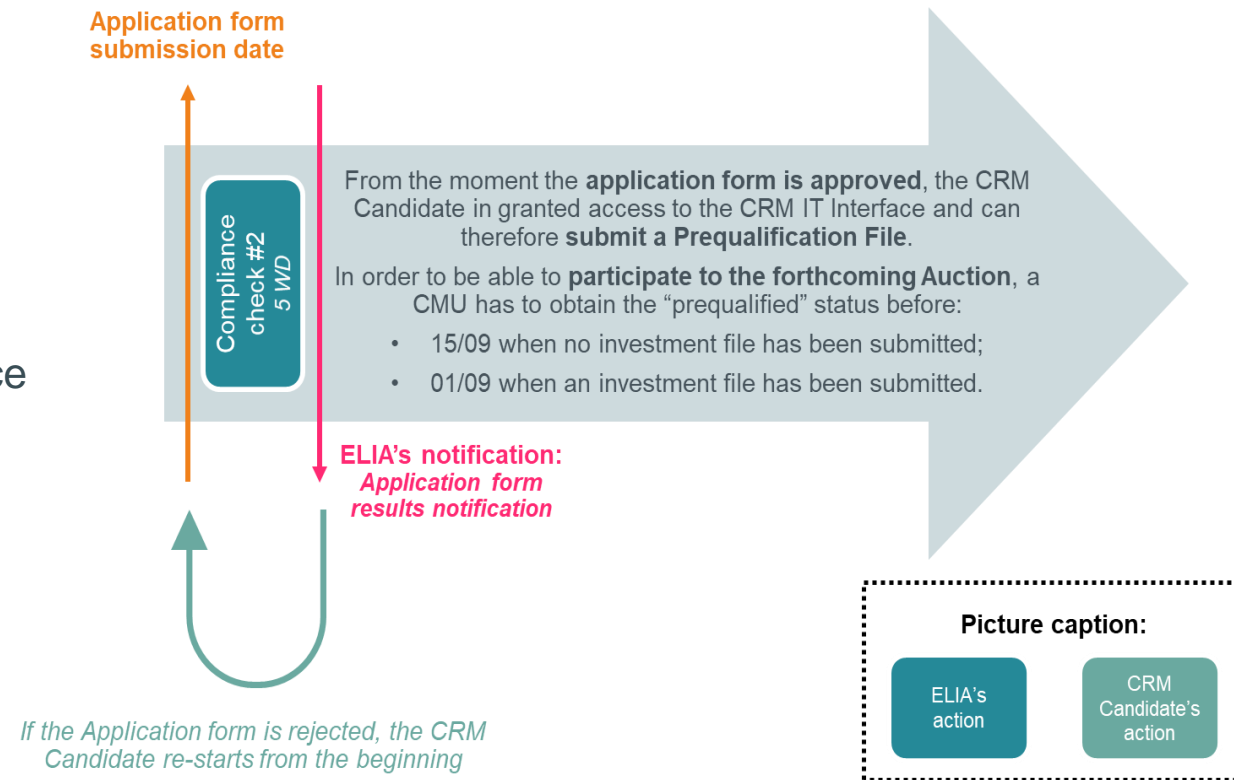 Application form
submission date
Compliance
check #2
5 WD
From the moment the application form is approved, the CRM
Candidate in granted access to the CRM IT Interface and can
therefore submit a Prequalification File.
In order to be able to participate to the forthcoming Auction, a
CMU has to obtain the “prequalified” status before:
• 15/09 when no investment file has been submitted;
• 01/09 when an investment file has been submitted.
ce
ELIA’s notification:
Application form
results notification
If the Application form is rejected, the CRM
Candidate re-starts from the beginning
Picture caption:
ELIA’s
action
CRM
Candidate’s
action